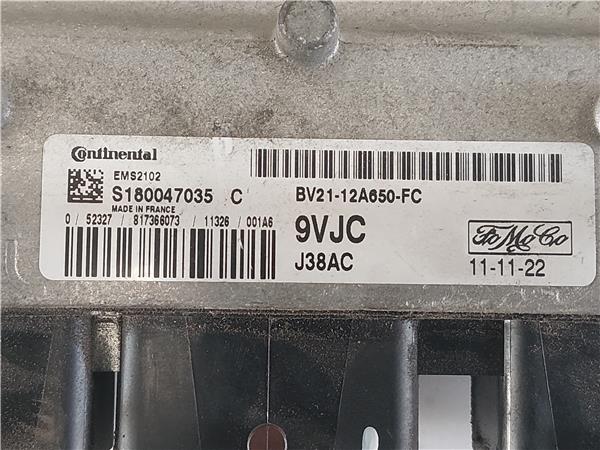 Continental
EMS2102
S180047035 C
MADE IN FRANCE
0 / 52327 / 817366073 / 11326 / 001A6
BV21-12A650-FC
9VJC
J38AC
FoMoCo
11-11-22